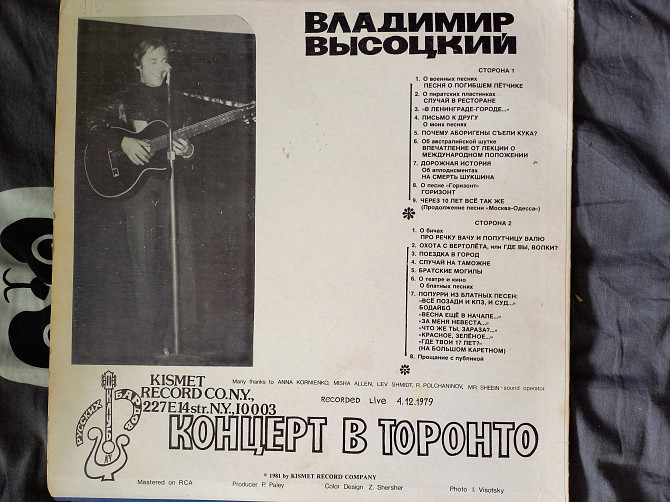 ВЛАДИМИР
ВЫСОЦКИЙ
СТОРОНА 1
1. О военных песнях
ПЕСНЯ О ПОГИБШЕМ ЛЁТЧИКЕ
2. О пиратских пластинках
СЛУЧАЙ В РЕСТОРАНЕ
3. «В ЛЕНИНГРАДЕ-ГОРОДЕ...»
4. ПИСЬМО К ДРУГУ
О моих песнях
5. ПОЧЕМУ АБОРИГЕНЫ СЪЕЛИ КУКА?
6. Об австралийской шутке
ВПЕЧАТЛЕНИЕ ОТ ЛЕКЦИИ О
МЕЖДУНАРОДНОМ ПОЛОЖЕНИИ
7. ДОРОЖНАЯ ИСТОРИЯ
Об аплодисментах
НА СМЕРТЬ ШУКШИНА
8. О песне «Горизонт»
ГОРИЗОНТ
9. ЧЕРЕЗ 10 ЛЕТ ВСЁ ТАК ЖЕ
(Продолжение песни «Москва-Одесса»)
СТОРОНА 2
1. О бичах
ПРО РЕЧКУ ВАЧУ И ПОПУТЧИЦУ ВАЛЮ
2. ОХОТА С ВЕРТОЛЁТА, или ГДЕ ВЫ, ВОЛКИ?
3. ПОЕЗДКА В ГОРОД
4. СЛУЧАЙ НА ТАМОЖНЕ
5. БРАТСКИЕ МОГИЛЫ
6. О театре и кино
О блатных песнях
7. ПОПУРРИ ИЗ БЛАТНЫХ ПЕСЕН:
«ВСЁ ПОЗАДИ И КПЗ, И СУД...»
БОДАЙБО
«ВЕСНА ЕЩЁ В НАЧАЛЕ...»
«ЗА МЕНЯ НЕВЕСТА...»
«ЧТО ЖЕ ТЫ, ЗАРАЗА?...»
«КРАСНОЕ, ЗЕЛЁНОЕ...»
«ГДЕ ТВОИ 17 ЛЕТ?»
(НА БОЛЬШОМ КАРЕТНОМ)
8. Прощание с публикой
Many thanks to ANNA KORNIENKO, MISHA ALLEN, LEV SHMIDT, R. POLCHANINOV, MR. SHEEIN-sound operator
KISMET
RECORD CO.N.Y.,
227E14str.N.Y.,10003
RECORDED Live 4.12.1979
КЛУБ
РУССКИХ БАРДОВ
КОНЦЕРТ В ТОРОНТО
© 1981 by KISMET RECORD COMPANY
Mastered on RCA
Producer P. Paley
Color Design Z. Shersher
Photo I. Visotsky